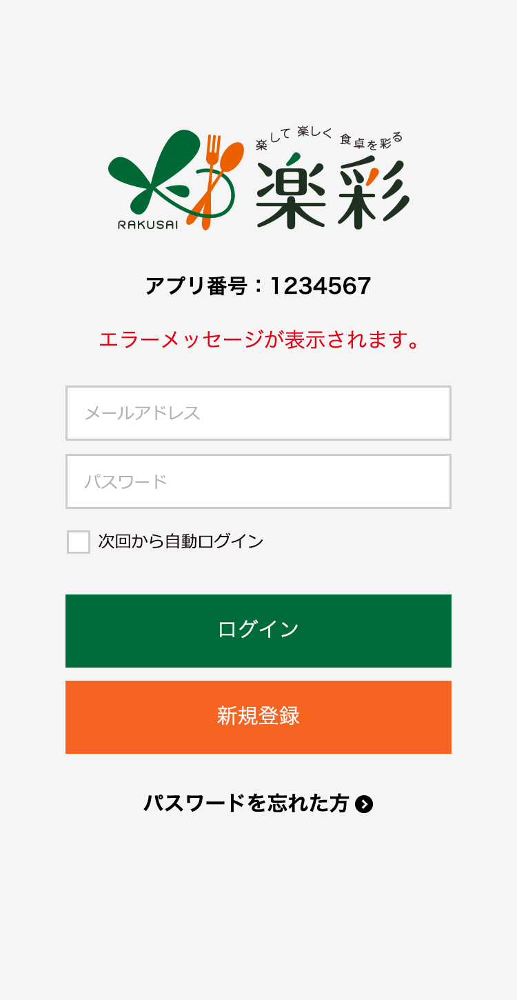 楽して 楽しく 食卓を彩る
楽彩
RAKUSAI
アプリ番号：1234567
エラーメッセージが表示されます。
メールアドレス
パスワード
次回から自動ログイン
ログイン
新規登録
パスワードを忘れた方